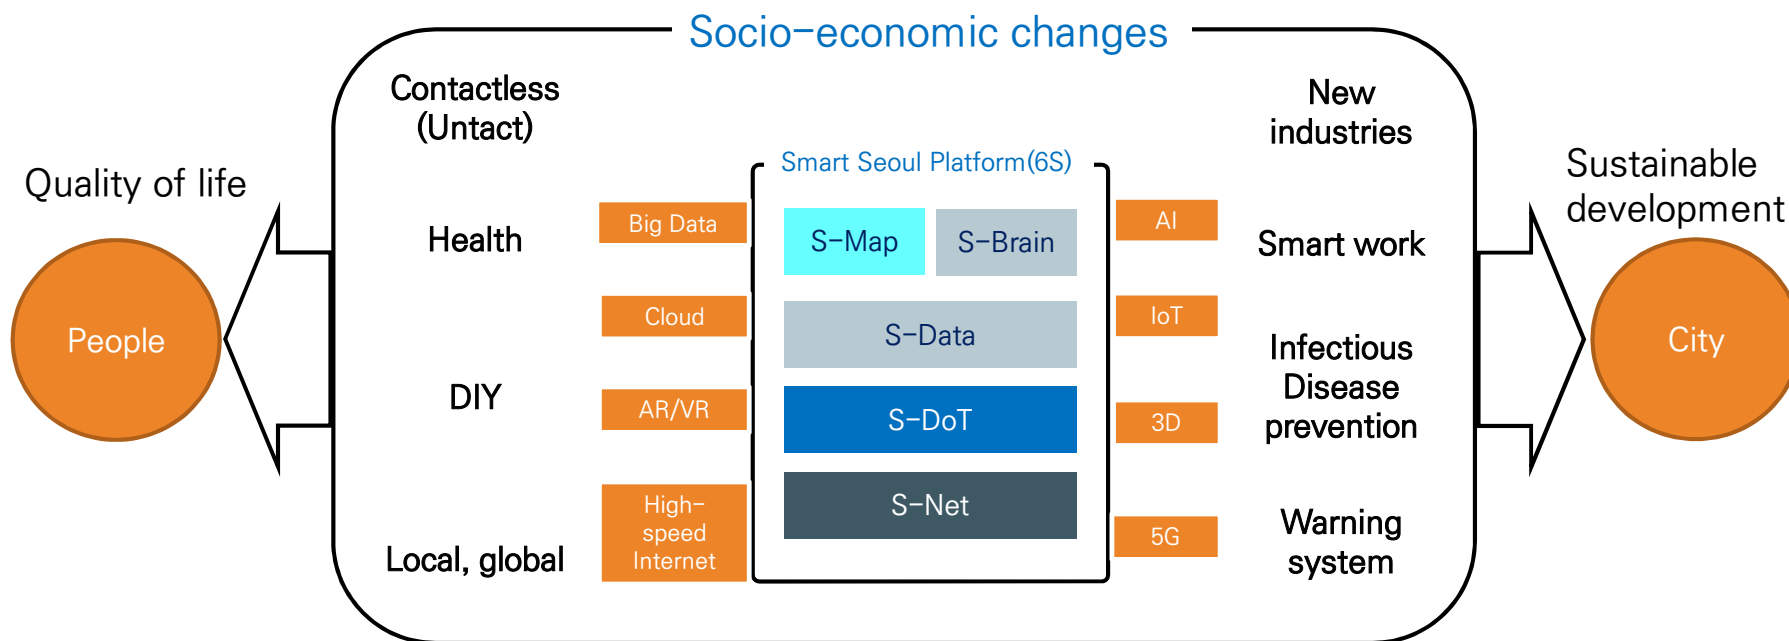 Socio-economic changes
Contactless
(Untact)
New
industries
Quality of life
Smart Seoul Platform(6S)
Sustainable
development
Health
Big Data
S-Map
S-Brain
AI
Smart work
People
Cloud
S-Data
IoT
City
DIY
AR/VR
S-DoT
3D
Infectious
Disease
prevention
Local, global
High-
speed
Internet
S-Net
5G
Warning
system